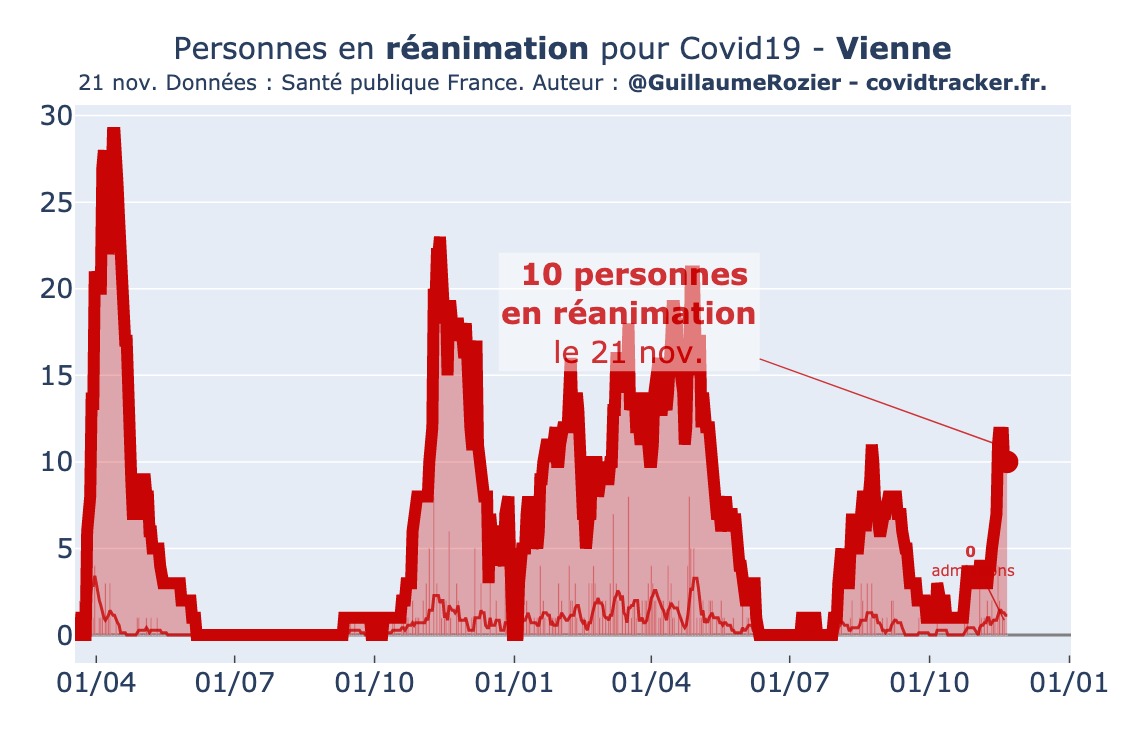 Personnes en réanimation pour Covid19 - Vienne
21 nov. Données : Santé publique France. Auteur : @GuillaumeRozier - covidtracker.fr.
30
25
20
15
10
5
0
10 personnes
en réanimation
le 21 nov.
0
admissions
01/04
01/07
01/10
01/01
01/04
01/07
01/10
01/01